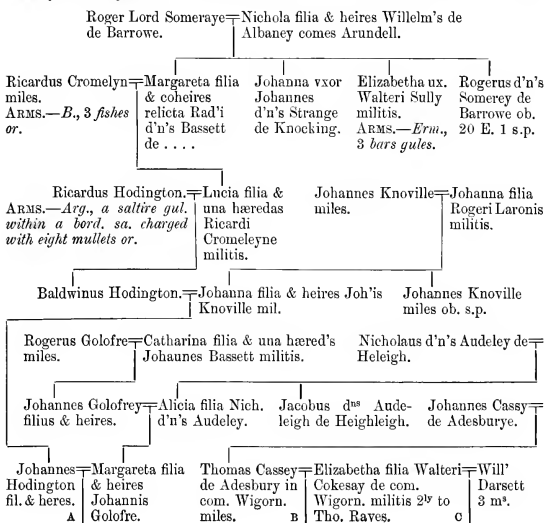 Roger Lord Someraye╤Nichola filia & heires Willelm's de
de Barrowe. Albaney comes Arundell.
Ricardus Cromelyn╤Margareta filia
miles. & coheires
ARMS.—B., 3 fishes relicta Rad'i
or. d'n's Bassett
de . . . .
Johanna vxor
Johannes
d'n's Strange
de Knocking.
Elizabetha ux.
Walteri Sully
militis.
ARMS.—Erm.,
3 bars gules.
Rogerus d'n's
Somerey de
Barrowe ob.
20 E. 1 s.p.
Ricardus Hodington.╤Lucia filia &
ARMS.—Arg., a saltire gul. una hæredas
within a bord. sa. charged Ricardi
with eight mullets or. Cromeleyne
militis.
Johannes Knoville╤Johanna filia
miles. Rogeri Laronis
militis.
Baldwinus Hodington.╤Johanna filia & heires Joh'is
Knoville mil.
Johannes Knoville
miles ob. s.p.
Rogerus Golofre╤Catharina filia & una hæred's
miles. Johaunes Bassett militis.
Nicholaus d'n's Audeley de╤
Heleigh.
Johannes Golofrey╤Alicia filia Nich.
filius & heires. d'n's Audeley.
Jacobus dns Aude-
leigh de Heighleigh.
Johannes Cassy╤
de Adesburye.
Johannes╤Margareta filia
Hodington & heires
fil. & heres. Johannis
A Golofre.
Thomas Cassey╤Elizabetha filia Walteri╤Will'
de Adesbury in Cokesay de com. Darsett
com. Wigorn. Wigorn. militis 2ly to 3 ms.
miles. B Tho. Raves. C